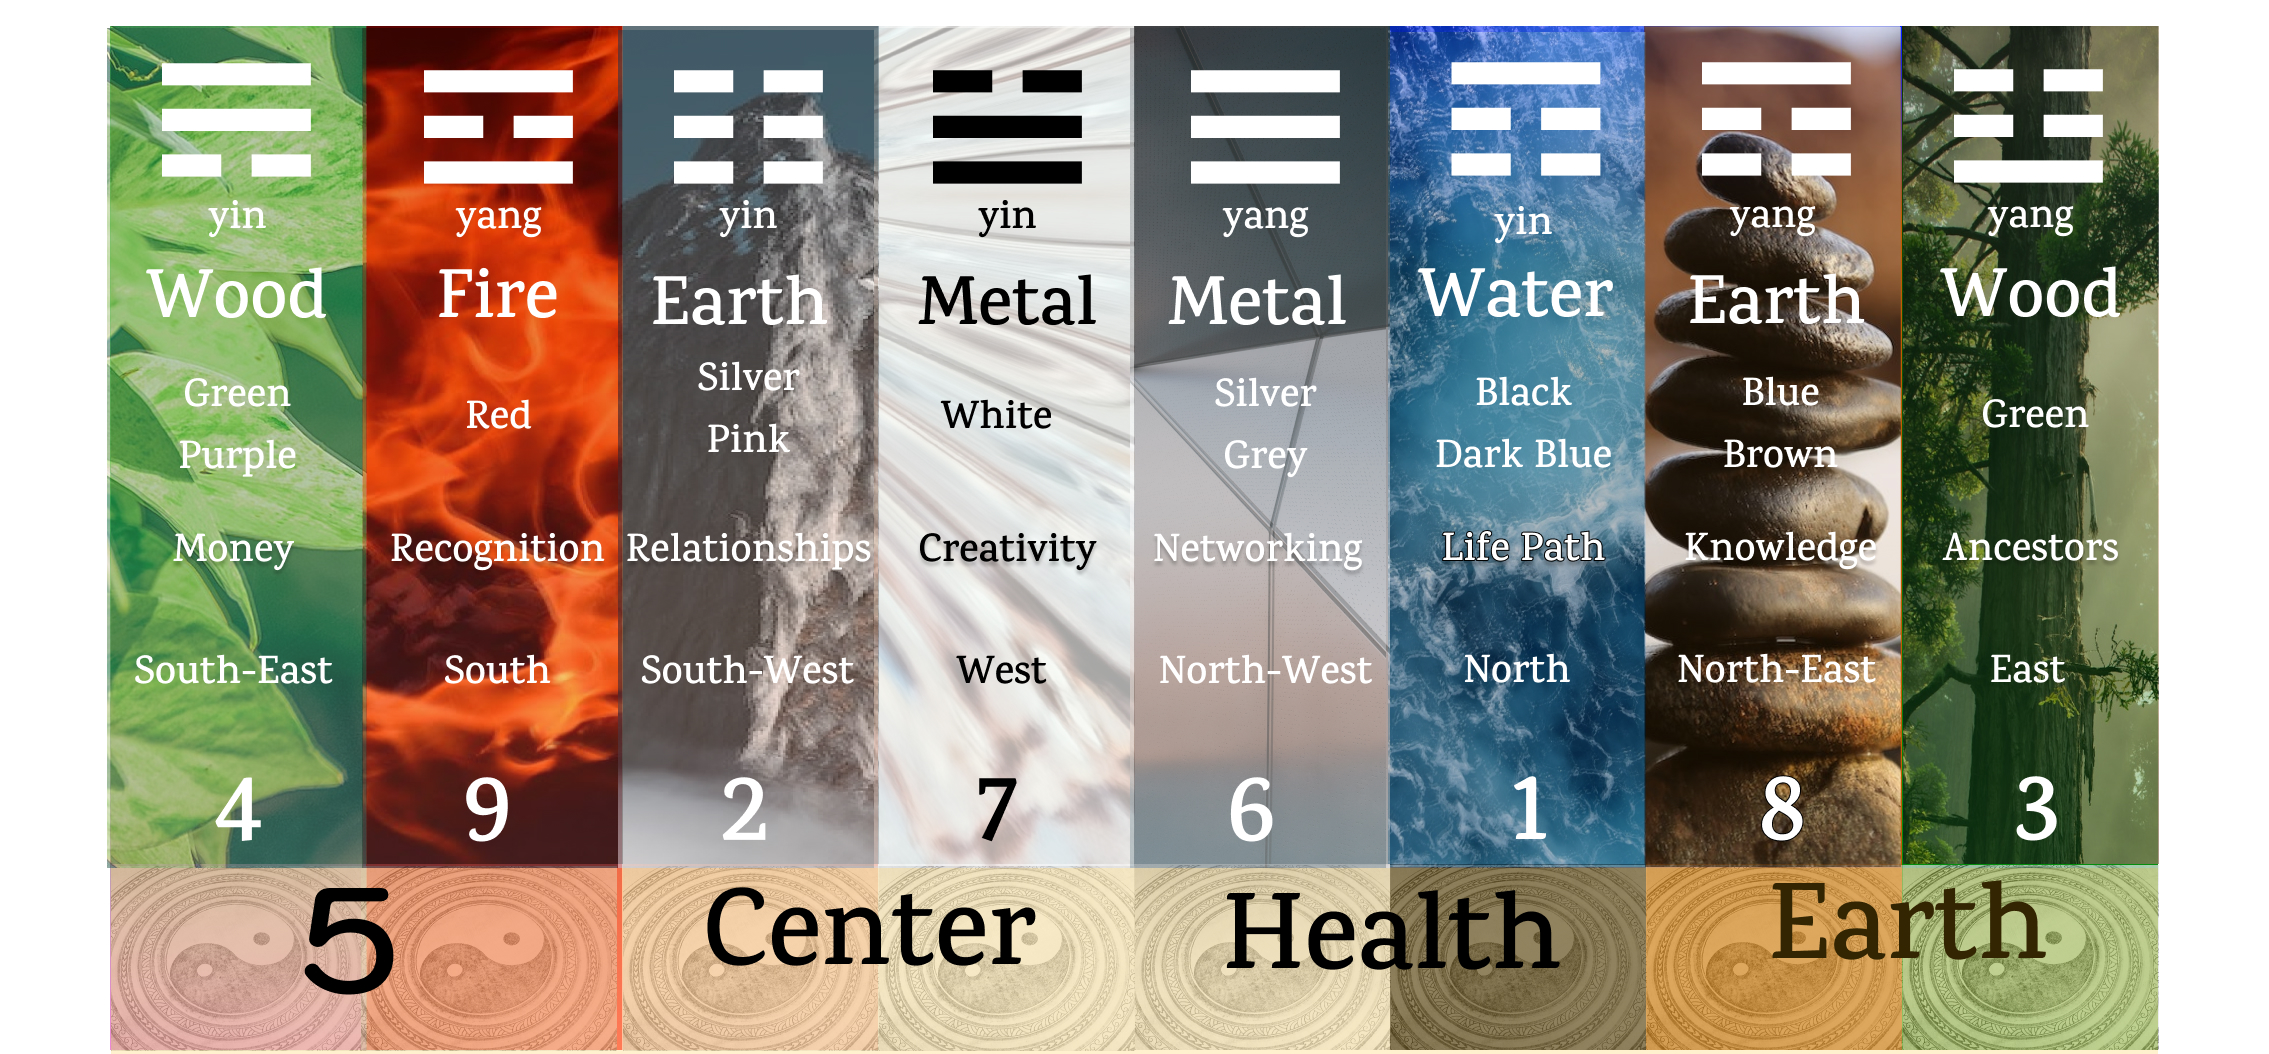 yin
Wood
Green
Purple
Money
South-East
4
yang
Fire
Red
Recognition
South
9
yin
Earth
Silver
Pink
Relationships
South-West
2
yin
Metal
White
Creativity
West
7
yang
Metal
Silver
Grey
Networking
North-West
6
yin
Water
Black
Dark Blue
Life Path
North
1
yang
Earth
Blue
Brown
Knowledge
North-East
8
yang
Wood
Green
Ancestors
East
3
5 Center Health Earth